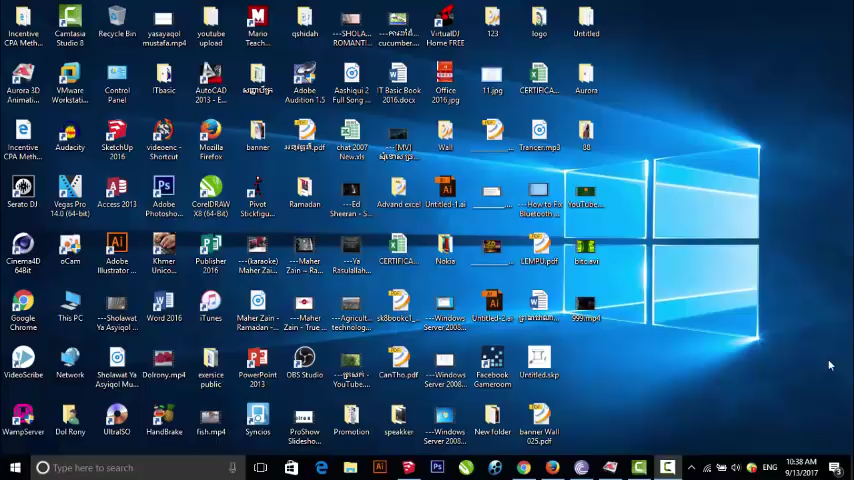 Incentive
CPA Meth...
Camtasia
Studio 8
Recycle Bin
yasayaqol
mustafa.mp4
youtube
upload
Mario
Teach...
qshidah
---SHOLA...
ROMANTI...
cucumber....
VirtualDJ
Home FREE
123
logo
Untitled
Aurora 3D
Animati...
VMware
Workstati...
Control
Panel
ITbasic
AutoCAD
2013 - E...
Adobe
Audition 1.5
Aashiqui 2
Full Song ...
IT Basic Book
2016.docx
Office
2016.jpg
11.jpg
CERTIFICA...
Aurora
Incentive
CPA Meth...
Audacity
SketchUp
2016
videoenc -
Shortcut
Mozilla
Firefox
banner
chat 2007
New.xls
---[MV]
Wall
Trancer.mp3
88
Serato DJ
Vegas Pro
14.0 (64-bit)
Access 2013
Adobe
Photosho...
CorelDRAW
X8 (64-Bit)
Pivot
Stickfigu...
Ramadan
---Ed
Sheeran - S...
Advand excel
Untitled-1.ai
---How to Fix
Bluetooth ...
YouTube...
Cinema4D
64Bit
oCam
Adobe
Illustrator ...
Khmer
Unico...
Publisher
2016
---(karaoke)
Maher Zai...
---Maher
Zain ~ Ra...
---Ya
Rasulallah...
CERTIFICA...
Nokia
LEMPU.pdf
bito.avi
Google
Chrome
This PC
---Sholawat
Ya Asyiqol ...
Word 2016
iTunes
Maher Zain -
Ramadan - ...
---Maher
Zain - True ...
---Agricult...
technolog...
sk8bookc1...
---Windows
Server 2008...
Untitled-2.ai
999.mp4
VideoScribe
Network
Sholawat Ya
Asyiqol Mu...
Dolrony.mp4
exersice
public
PowerPoint
2013
OBS Studio
YouTube....
CanTho.pdf
---Windows
Server 2008...
Facebook
Gameroom
Untitled.skp
WampServer
Dol Rony
UltraISO
HandBrake
fish.mp4
Syncios
ProShow
Slidesho...
Promotion
speakker
---Windows
Server 2008...
New folder
banner Wall
025.pdf
Type here to search
ENG
10:38 AM
9/13/2017